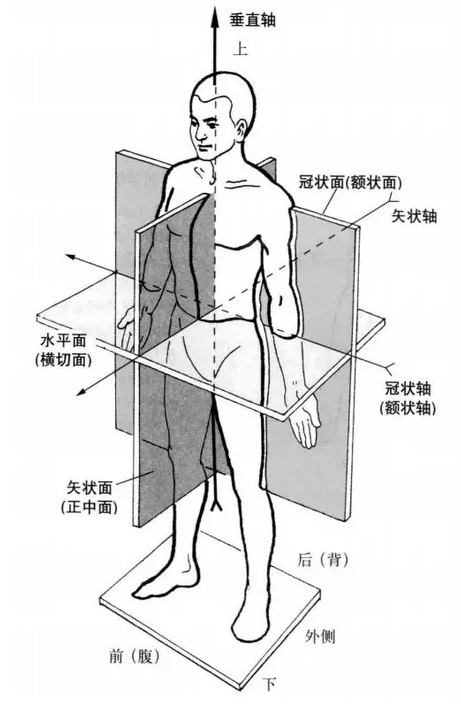 垂直轴
上
冠状面(额状面)
矢状轴
水平面
(横切面)
冠状轴
(额状轴)
矢状面
(正中面)
后（背）
外侧
前（腹）
下